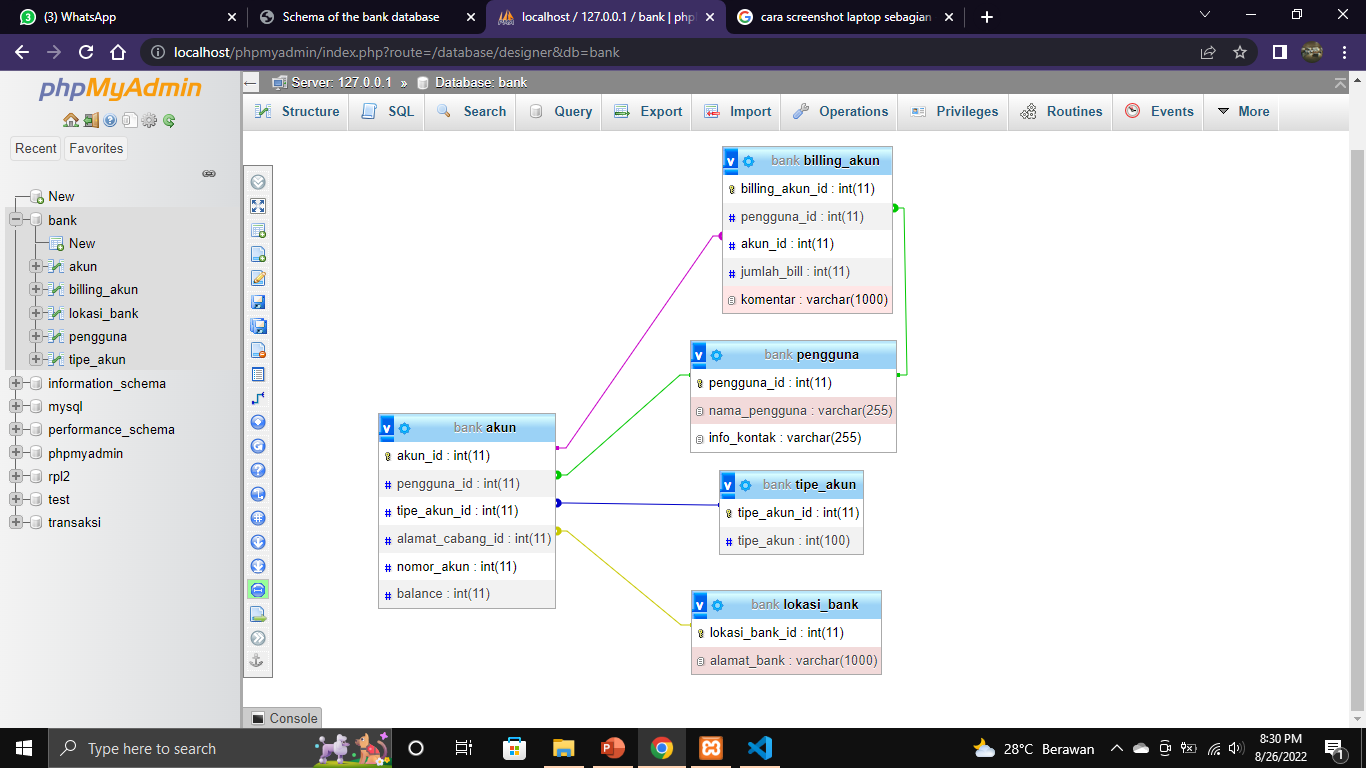 (3) WhatsApp
Schema of the bank database
localhost / 127.0.0.1 / bank | php
cara screenshot laptop sebagian
localhost/phpmyadmin/index.php?route=/database/designer&db=bank
phpMyAdmin
Recent Favorites
New
bank
New
akun
billing_akun
lokasi_bank
pengguna
tipe_akun
information_schema
mysql
performance_schema
phpmyadmin
rpl2
test
transaksi
Server: 127.0.0.1 » Database: bank
Structure SQL Search Query Export Import Operations Privileges Routines Events More
v bank billing_akun
billing_akun_id : int(11)
# pengguna_id : int(11)
# akun_id : int(11)
# jumlah_bill : int(11)
komentar : varchar(1000)
v bank pengguna
pengguna_id : int(11)
nama_pengguna : varchar(255)
info_kontak : varchar(255)
v bank akun
akun_id : int(11)
# pengguna_id : int(11)
# tipe_akun_id : int(11)
# alamat_cabang_id : int(11)
# nomor_akun : int(11)
# balance : int(11)
v bank tipe_akun
tipe_akun_id : int(11)
# tipe_akun : int(100)
v bank lokasi_bank
lokasi_bank_id : int(11)
alamat_bank : varchar(1000)
Console
Type here to search
28°C Berawan
8:30 PM
8/26/2022
1